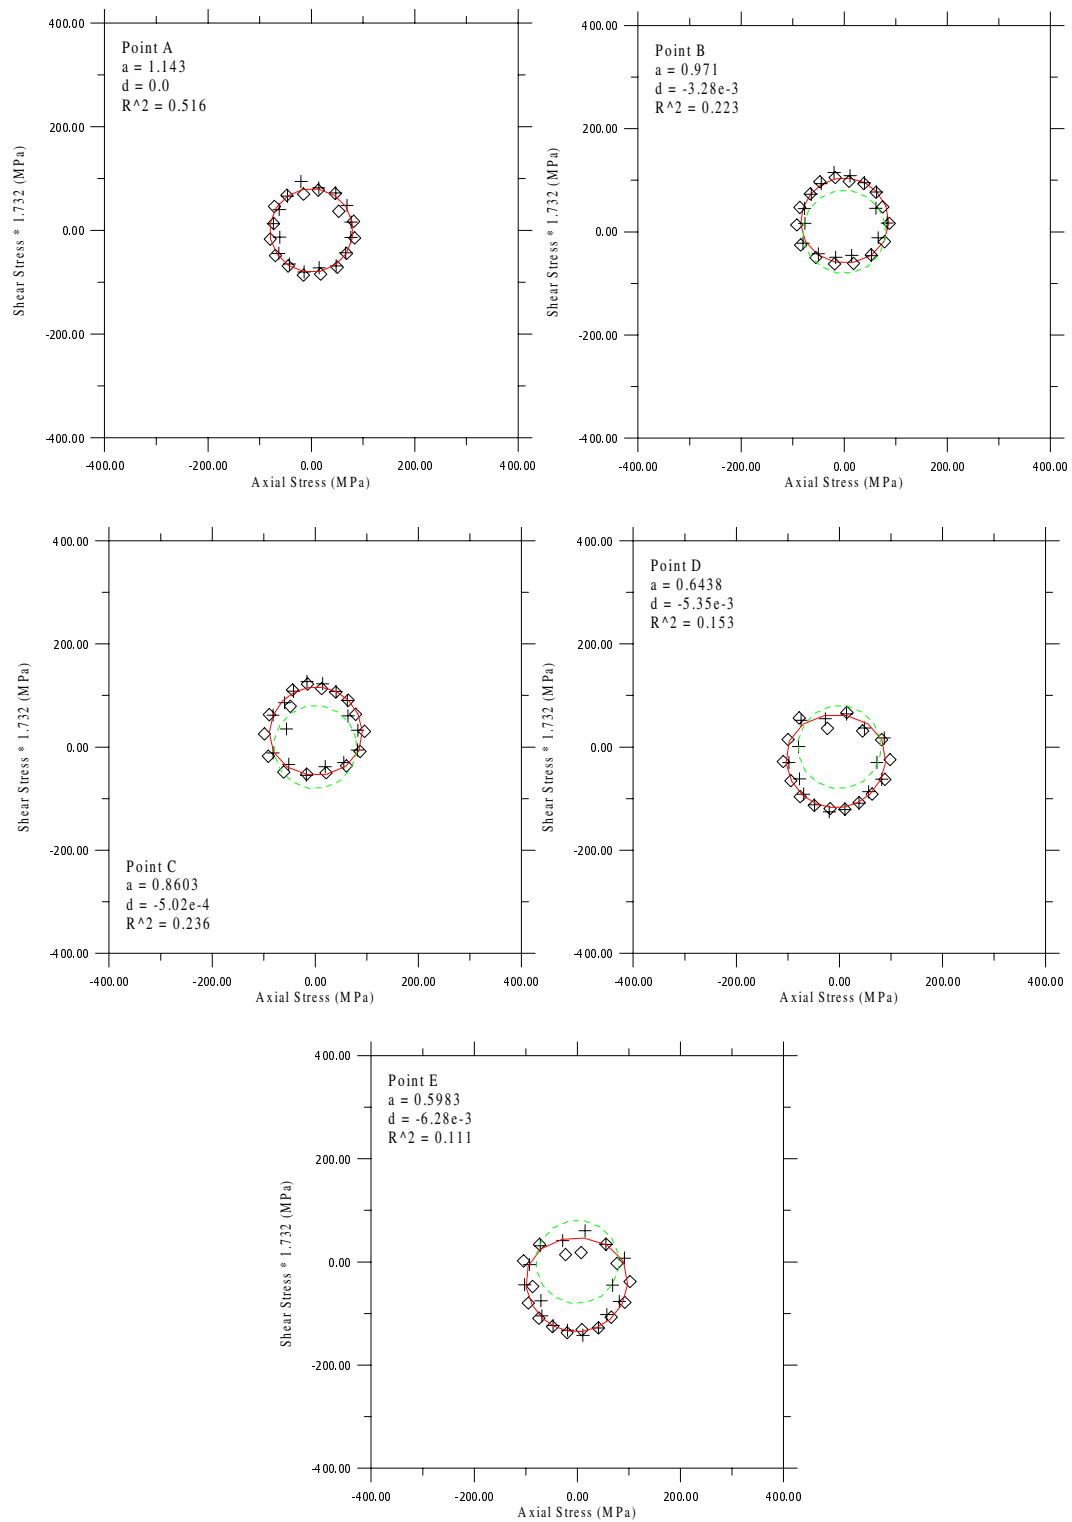 400.00
200.00
0.00
-200.00
-400.00
-400.00 -200.00 0.00 200.00 400.00
Axial Stress (MPa)
Shear Stress * 1.732 (MPa)
Point A
a = 1.143
d = 0.0
R^2 = 0.516
400.00
200.00
0.00
-200.00
-400.00
-400.00 -200.00 0.00 200.00 400.00
Axial Stress (MPa)
Shear Stress * 1.732 (MPa)
Point B
a = 0.971
d = -3.28e-3
R^2 = 0.223
400.00
200.00
0.00
-200.00
-400.00
-400.00 -200.00 0.00 200.00 400.00
Axial Stress (MPa)
Shear Stress * 1.732 (MPa)
Point C
a = 0.8603
d = -5.02e-4
R^2 = 0.236
400.00
200.00
0.00
-200.00
-400.00
-400.00 -200.00 0.00 200.00 400.00
Axial Stress (MPa)
Shear Stress * 1.732 (MPa)
Point D
a = 0.6438
d = -5.35e-3
R^2 = 0.153
400.00
200.00
0.00
-200.00
-400.00
-400.00 -200.00 0.00 200.00 400.00
Axial Stress (MPa)
Shear Stress * 1.732 (MPa)
Point E
a = 0.5983
d = -6.28e-3
R^2 = 0.111